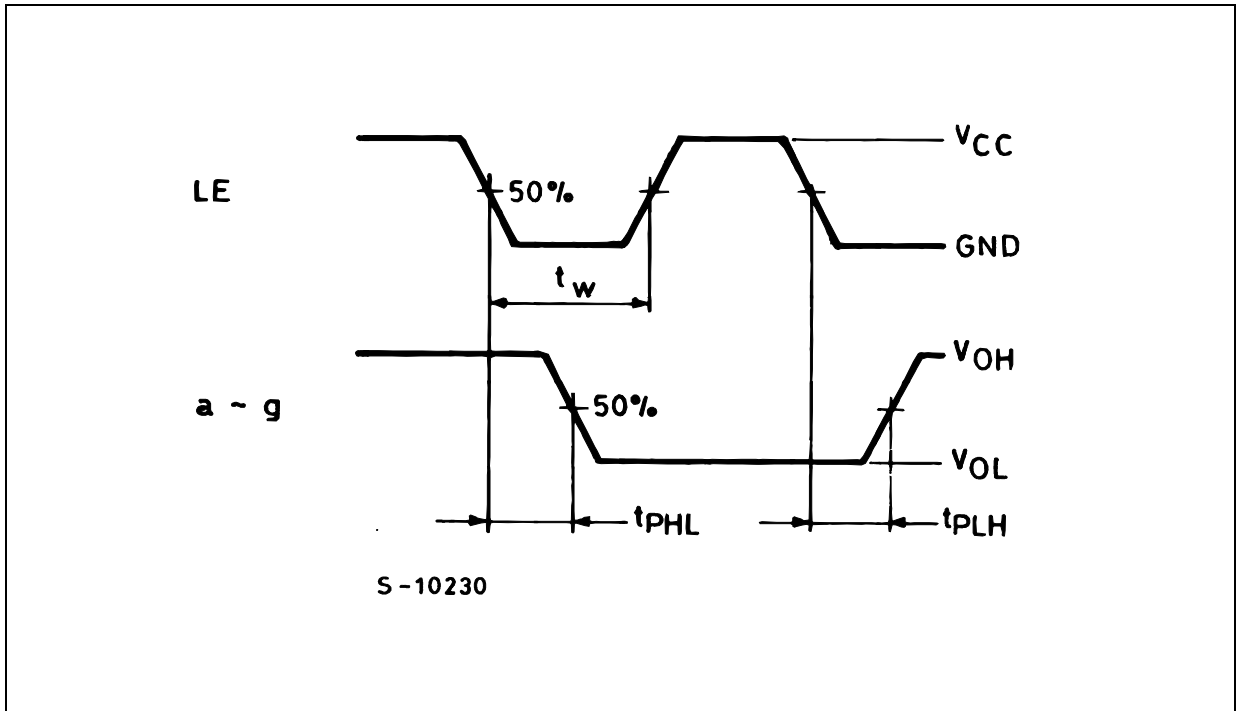 VCC
LE
50%
GND
tw
VOH
a ~ g
50%
VOL
tPHL
tPLH
S-10230